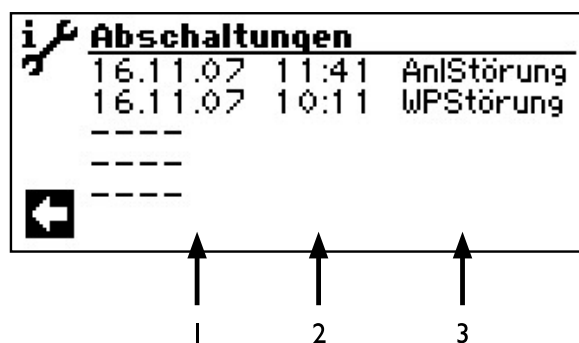 Abschaltungen
16.11.07 11:41 AnlStörung
16.11.07 10:11 WPStörung
----
----
----
1 2 3